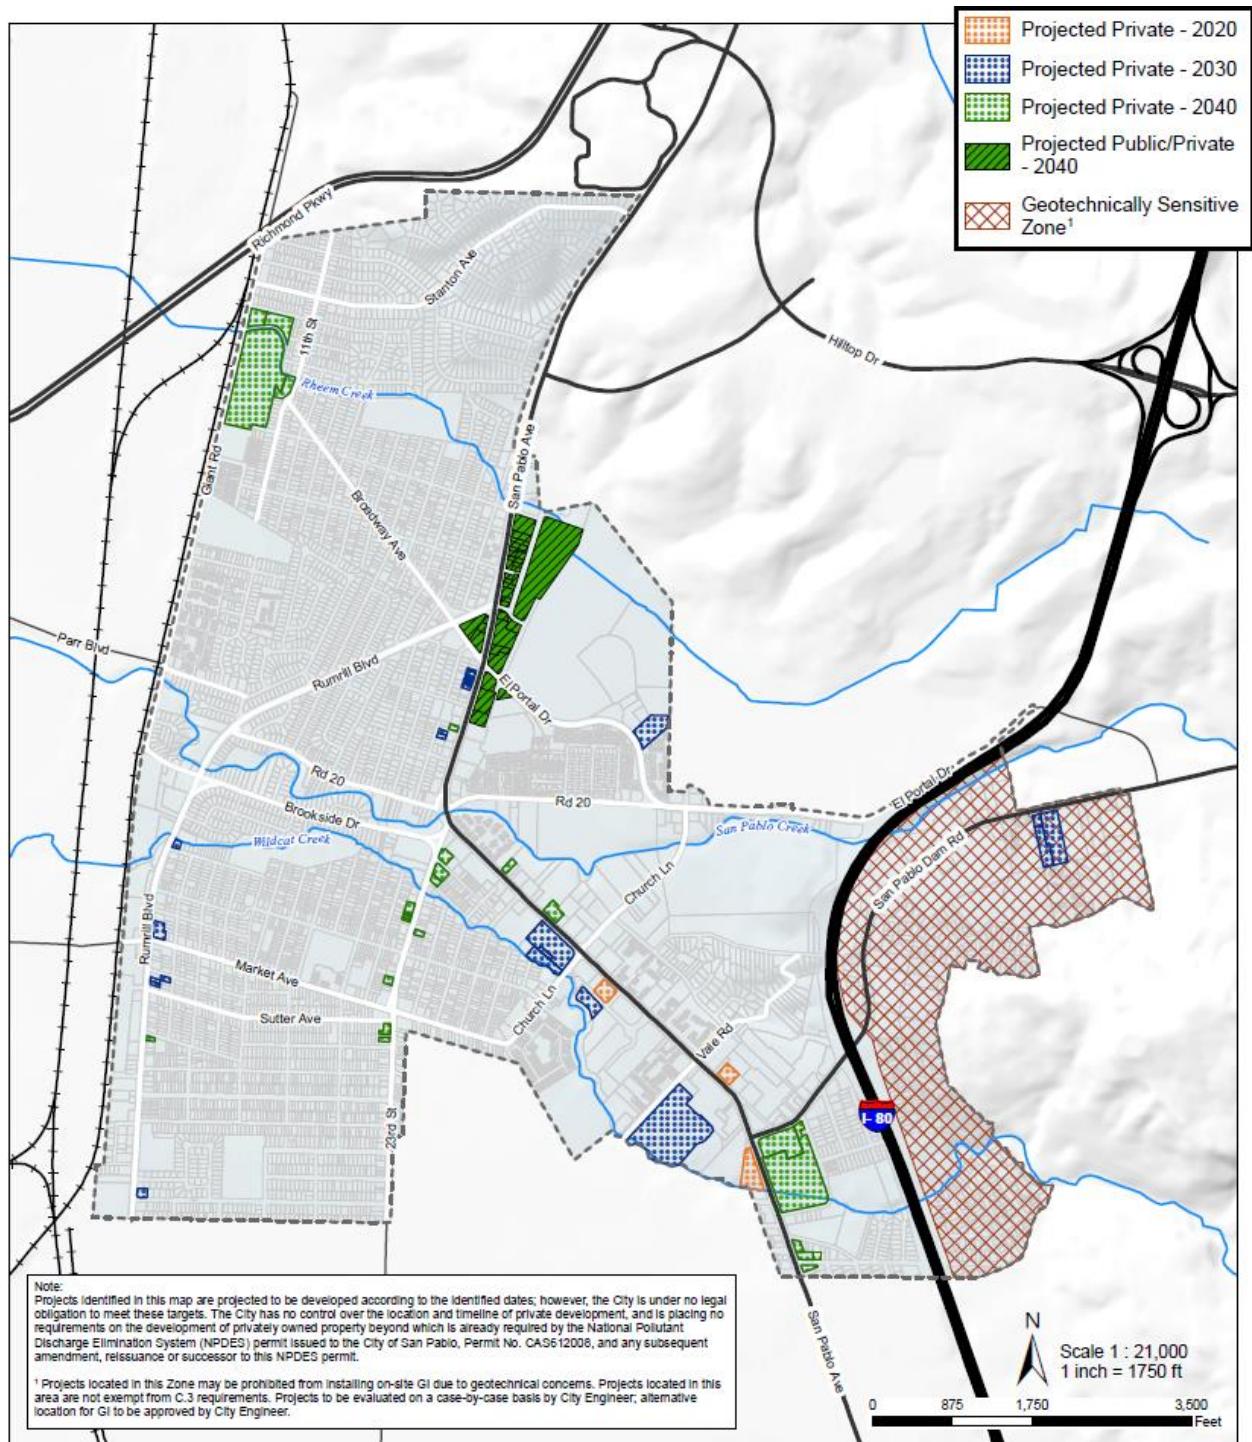 Projected Private - 2020
Projected Private - 2030
Projected Private - 2040
Projected Public/Private
- 2040
Geotechnically Sensitive
Zone¹
Richmond Pkwy
Stanton Ave
11th St
Hilltop Dr
Rheem Creek
Giant Rd
San Pablo Ave
Broadway Ave
Parr Blvd
Rumrill Blvd
El Portal Dr
Rd 20
Rd 20
El Portal Dr
Brookside Dr
Wildcat Creek
San Pablo Creek
San Pablo Dam Rd
Church Ln
Rumrill Blvd
Market Ave
Church Ln
Sutter Ave
Vale Rd
I- 80
23rd St
San Pablo Ave
Note:
Projects identified in this map are projected to be developed according to the identified dates; however, the City is under no legal
obligation to meet these targets. The City has no control over the location and timeline of private development, and is placing no
requirements on the development of privately owned property beyond which is already required by the National Pollutant
Discharge Elimination System (NPDES) permit issued to the City of San Pablo, Permit No. CAS612008, and any subsequent
amendment, reissuance or successor to this NPDES permit.
¹ Projects located in this Zone may be prohibited from installing on-site GI due to geotechnical concerns. Projects located in this
area are not exempt from C.3 requirements. Projects to be evaluated on a case-by-case basis by City Engineer; alternative
location for GI to be approved by City Engineer.
N
Scale 1 : 21,000
1 inch = 1750 ft
0 875 1,750 3,500
Feet